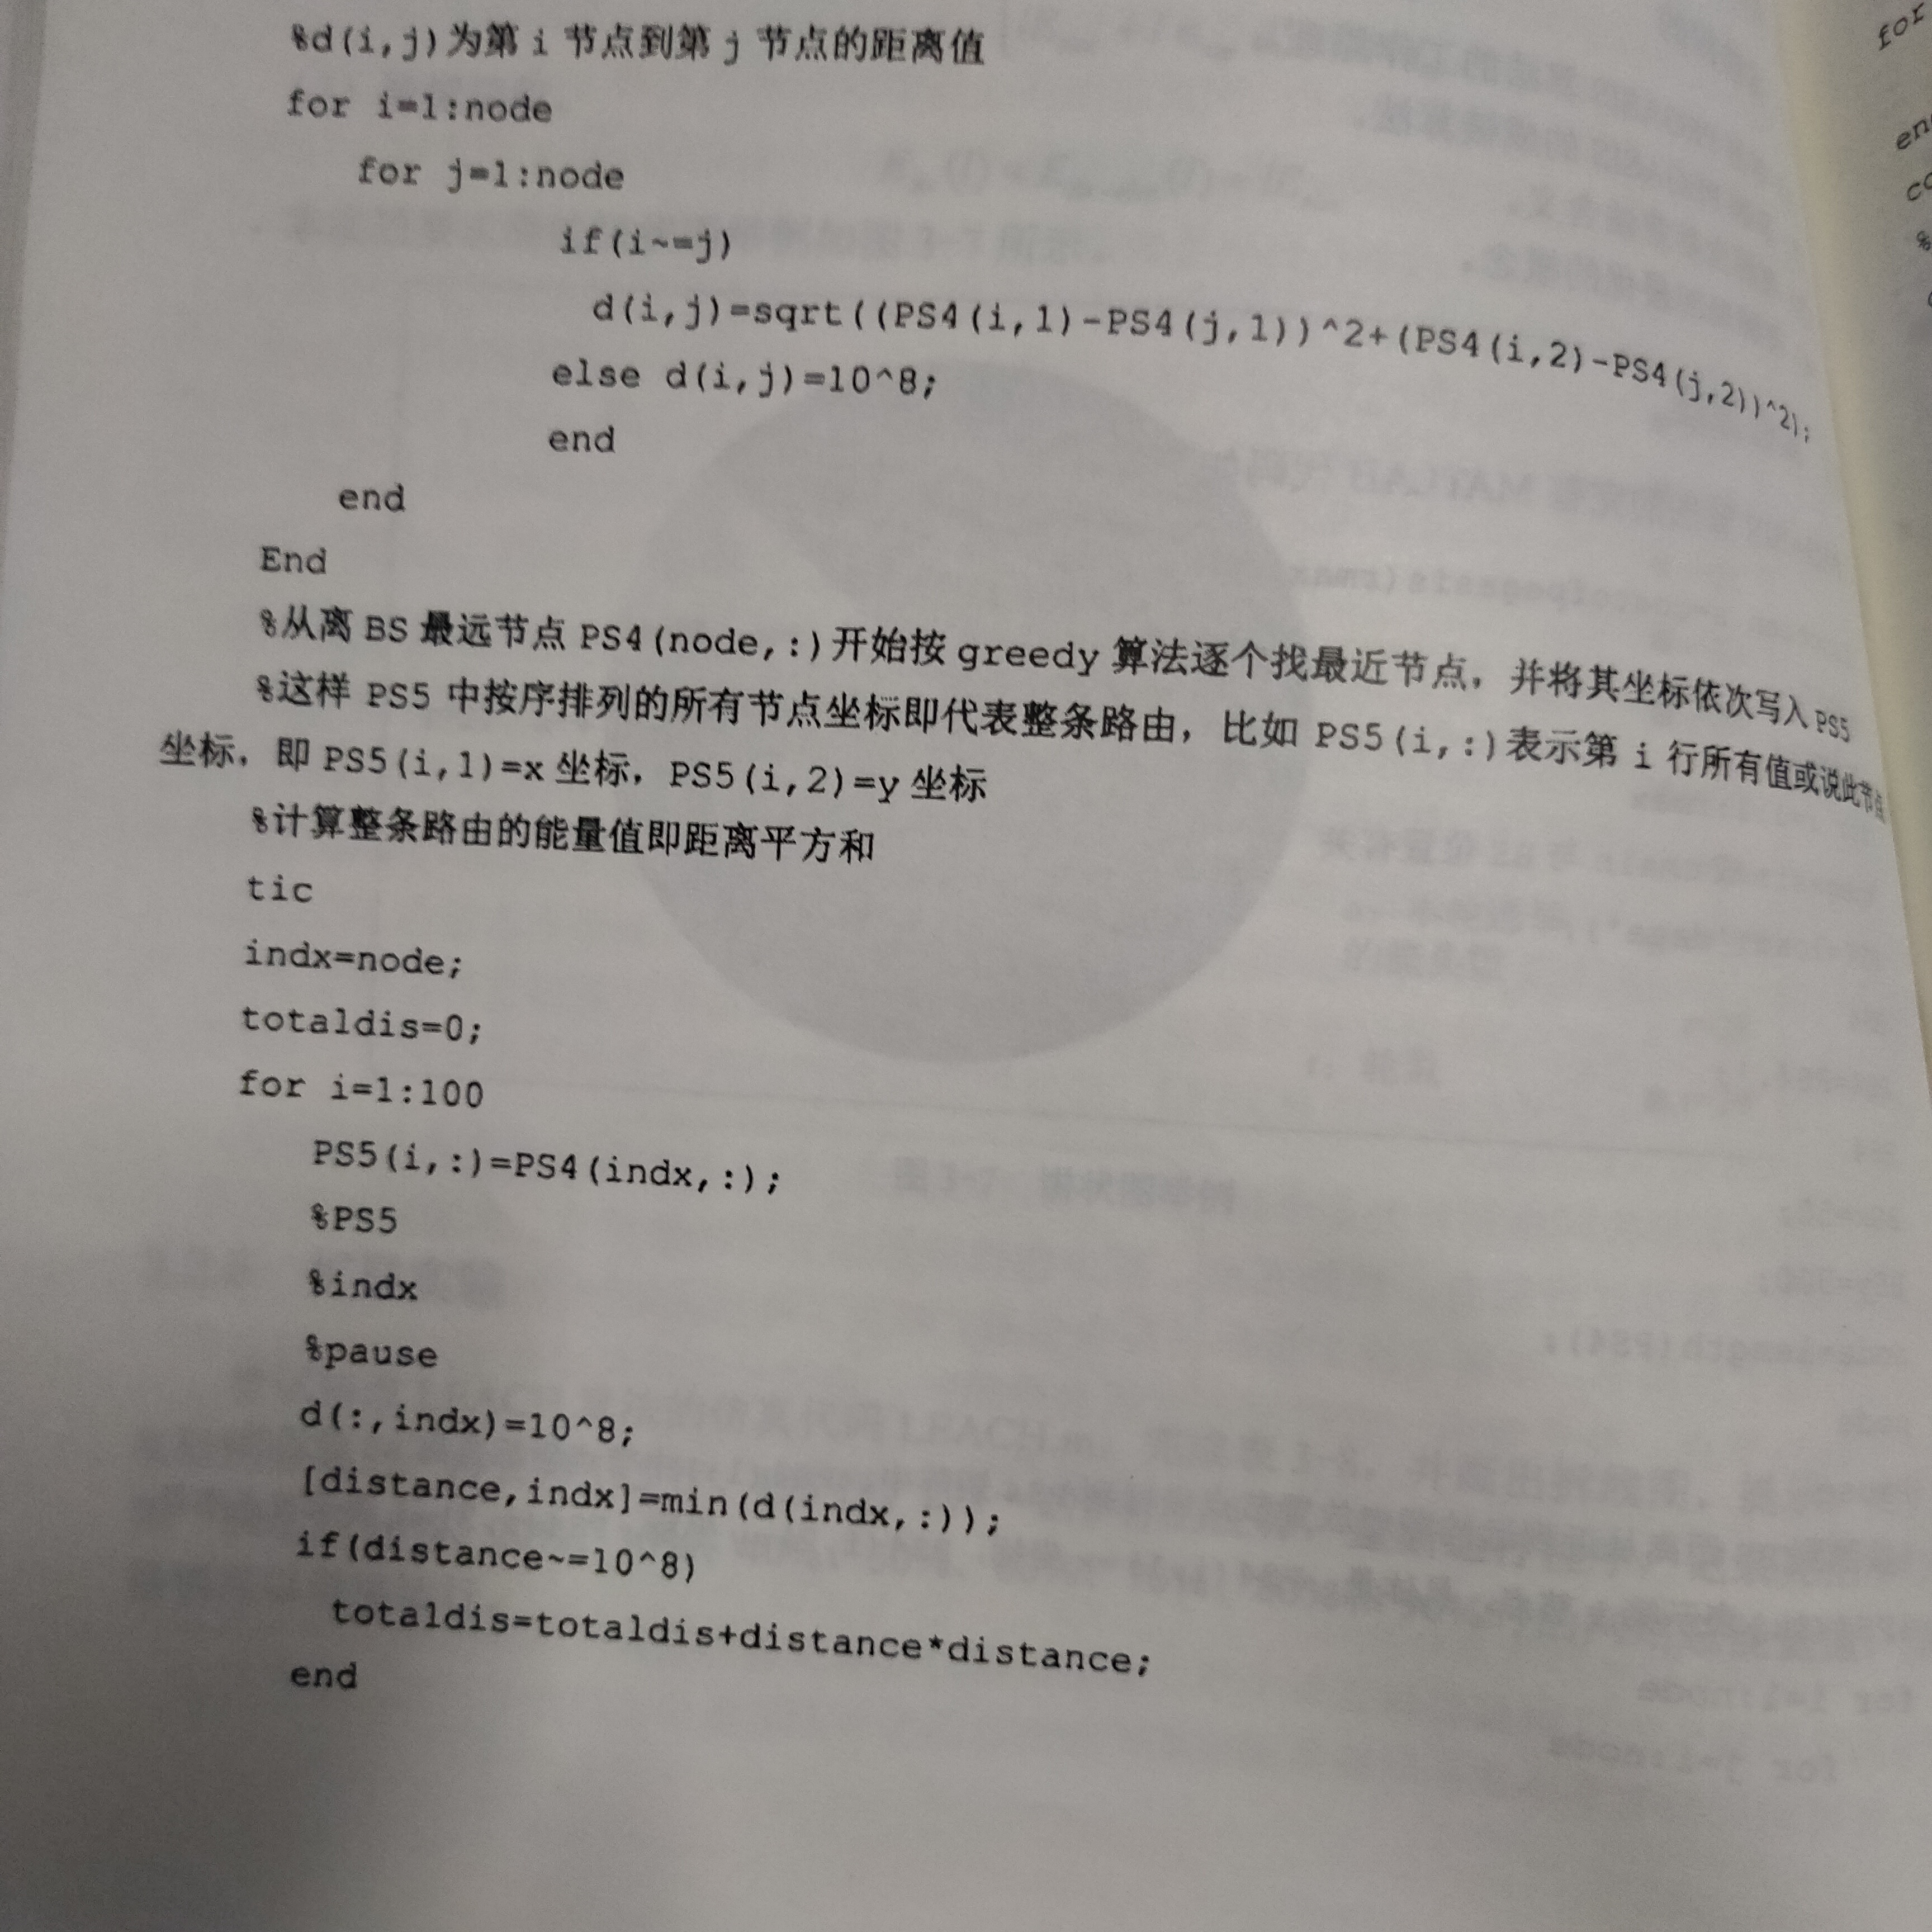 %d(i,j)为第 i 节点到第 j 节点的距离值
for i=1:node
for j=1:node
if(i~=j)
d(i,j)=sqrt((PS4(i,1)-PS4(j,1))^2+(PS4(i,2)-PS4(j,2))^2);
else d(i,j)=10^8;
end
end
End
%从离 BS 最远节点 PS4(node,:)开始按 greedy 算法逐个找最近节点，并将其坐标依次写入 PS5
%这样 PS5 中按序排列的所有节点坐标即代表整条路由，比如 PS5(i,:)表示第 i 行所有值或说此节点
坐标，即 PS5(i,1)=x 坐标，PS5(i,2)=y 坐标
%计算整条路由的能量值即距离平方和
tic
indx=node;
totaldis=0;
for i=1:100
PS5(i,:)=PS4(indx,:);
%PS5
%indx
%pause
d(:,indx)=10^8;
[distance,indx]=min(d(indx,:));
if(distance~=10^8)
totaldis=totaldis+distance*distance;
end
for
%